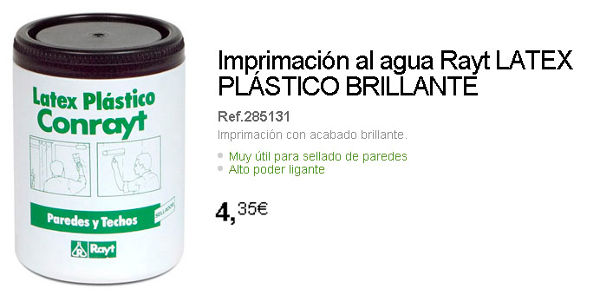 Latex Plástico
Conrayt
SELLADOR
Paredes y Techos
Rayt
Imprimación al agua Rayt LATEX
PLÁSTICO BRILLANTE
Ref.285131
Imprimación con acabado brillante.
Muy útil para sellado de paredes
Alto poder ligante
4,35€